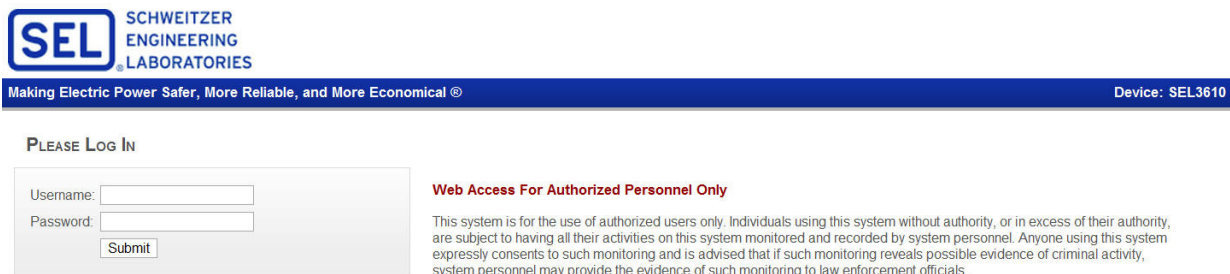 SEL
SCHWEITZER
ENGINEERING
LABORATORIES
®
Making Electric Power Safer, More Reliable, and More Economical ®
Device: SEL3610
PLEASE LOG IN
Username:
Password:
Submit
Web Access For Authorized Personnel Only
This system is for the use of authorized users only. Individuals using this system without authority, or in excess of their authority,
are subject to having all their activities on this system monitored and recorded by system personnel. Anyone using this system
expressly consents to such monitoring and is advised that if such monitoring reveals possible evidence of criminal activity,
system personnel may provide the evidence of such monitoring to law enforcement officials.